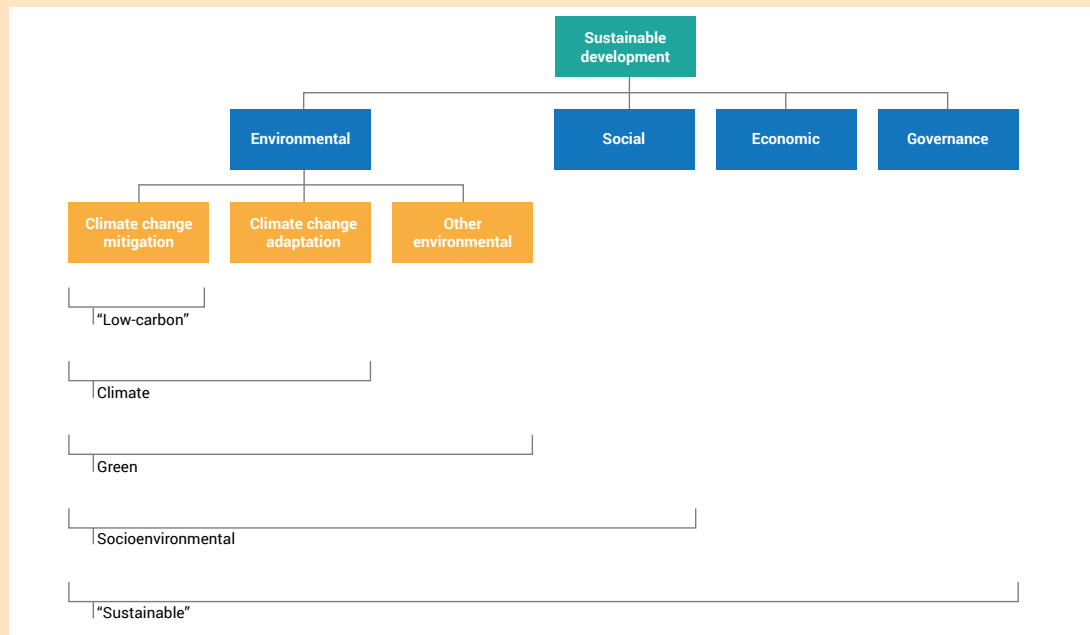 Sustainable
development
Environmental
Social
Economic
Governance
Climate change
mitigation
Climate change
adaptation
Other
environmental
“Low-carbon”
Climate
Green
Socioenvironmental
“Sustainable”